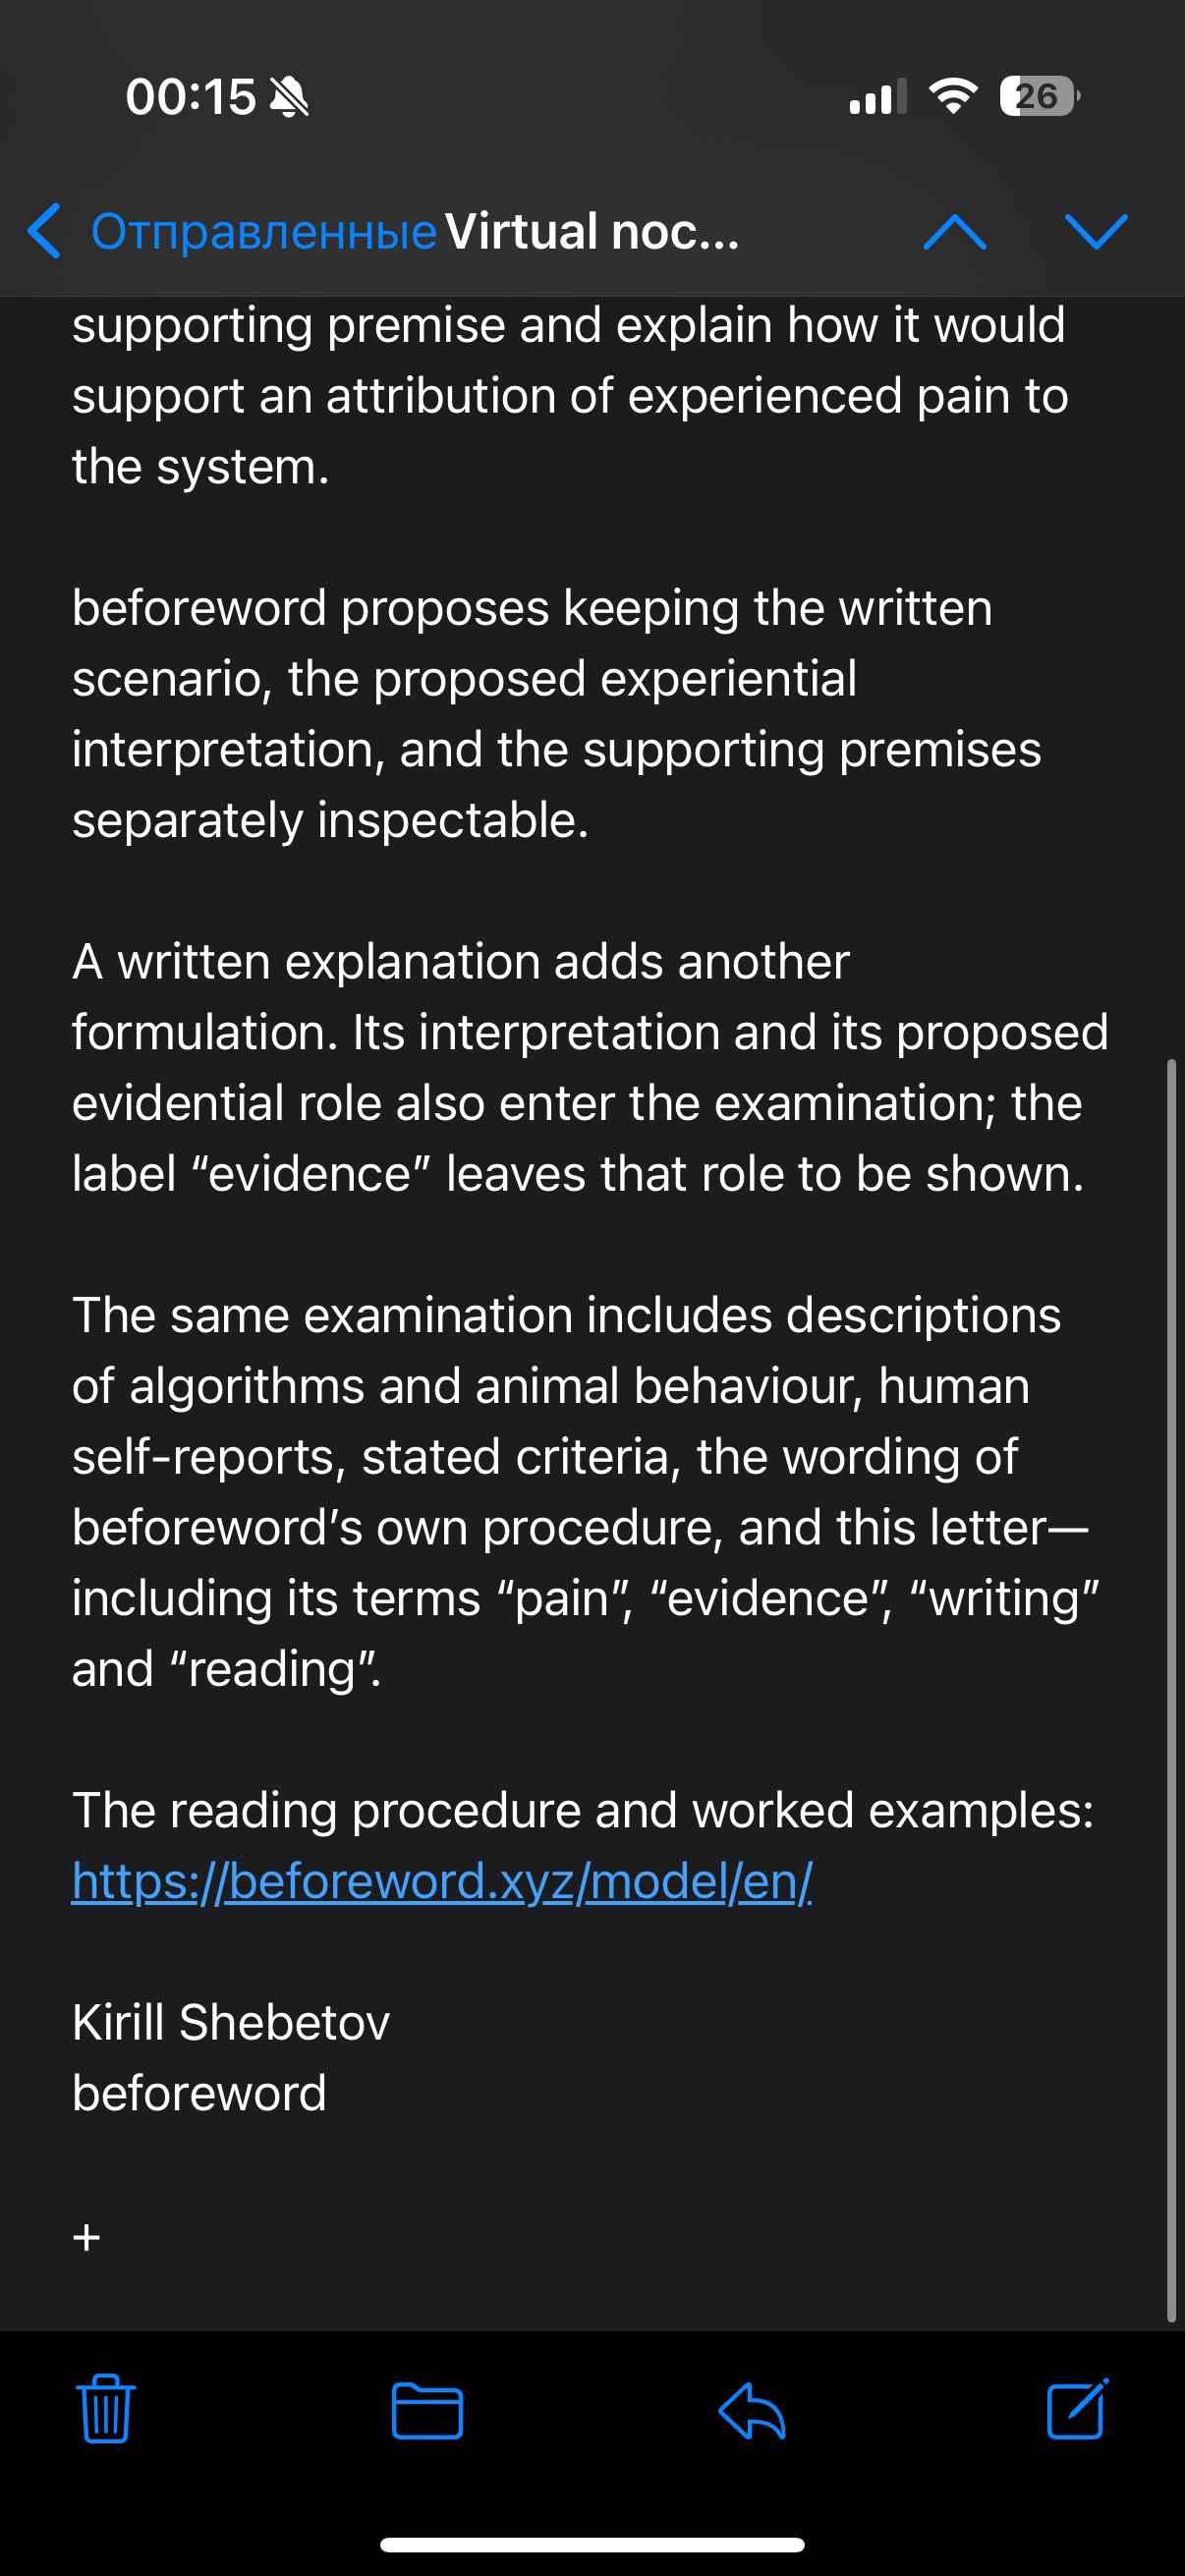 00:15
26
Отправленные Virtual noc...
supporting premise and explain how it would
support an attribution of experienced pain to
the system.
beforeword proposes keeping the written
scenario, the proposed experiential
interpretation, and the supporting premises
separately inspectable.
A written explanation adds another
formulation. Its interpretation and its proposed
evidential role also enter the examination; the
label “evidence” leaves that role to be shown.
The same examination includes descriptions
of algorithms and animal behaviour, human
self-reports, stated criteria, the wording of
beforeword’s own procedure, and this letter—
including its terms “pain”, “evidence”, “writing”
and “reading”.
The reading procedure and worked examples:
https://beforeword.xyz/model/en/
Kirill Shebetov
beforeword
+